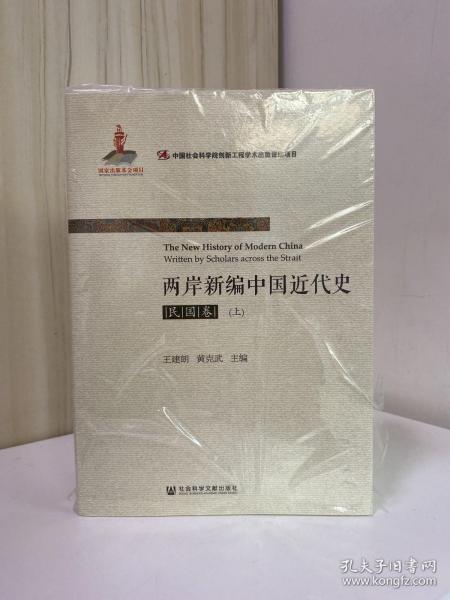 中国社会科学院创新工程学术出版资助项目
国家出版基金项目
The New History of Modern China
Written by Scholars across the Strait
两岸新编中国近代史
民国卷 (上)
王建朗 黄克武 主编
社会科学文献出版社
孔夫子旧书网
www.kongfz.com